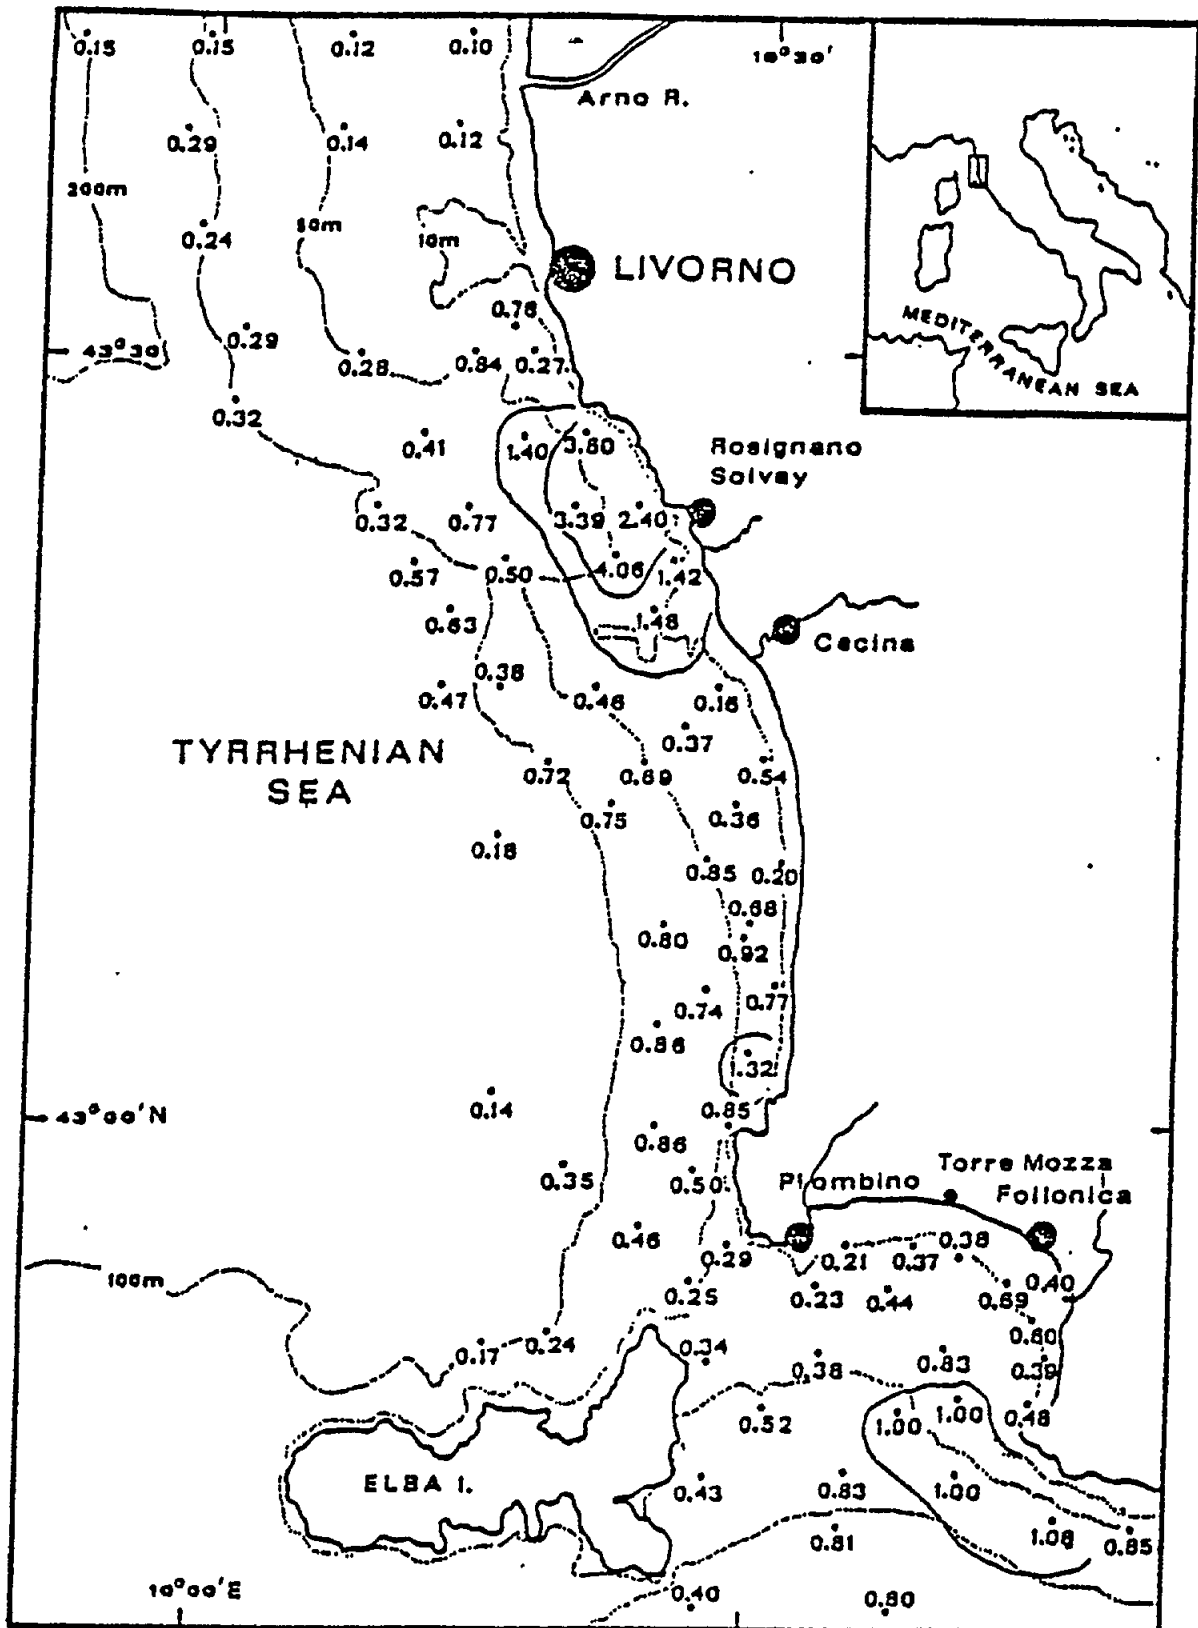 0.15 0.15 0.12 0.10
10°30'
Arno R.
0.29 0.14 0.12
200m
0.24 50m 10m
LIVORNO
MEDITERRANEAN SEA
0.76
43°30' 0.29 0.28 0.84 0.27
0.32
0.41 1.40 3.60
Rosignano
Solvay
0.32 0.77 3.39 2.40
0.57 0.50 4.06 1.42
0.63 1.48
Cecina
0.38
0.47 0.46 0.16
0.37
TYRRHENIAN
SEA
0.72 0.69 0.54
0.75 0.36
0.18
0.85 0.20
0.68
0.80 0.92
0.74 0.77
0.86
1.32
0.14 0.85
43°00'N
0.86
0.35 0.50
Piombino
Torre Mozza
Follonica
0.46 0.29 0.21 0.37 0.38
0.25 0.23 0.44 0.69 0.40
100m
0.60
0.17 0.24 0.34 0.38 0.83 0.39
0.52 1.00 1.00 0.48
ELBA I.
0.43 0.83 1.00
0.81 1.08 0.85
10°00'E
0.40 0.80